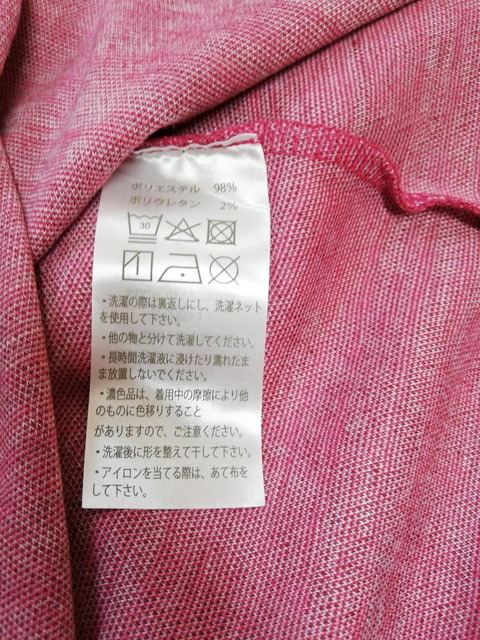 ポリエステル 98%
ポリウレタン 2%
30
・洗濯の際は裏返しにし、洗濯ネット
を使用して下さい。
・他の物と分けて洗濯してください。
・長時間洗濯液に浸けたり濡れたま
ま放置しないでください。
・濃色品は、着用中の摩擦により他
のものに色移りすること
がありますので、ご注意ください。
・洗濯後に形を整えて干して下さい。
・アイロンを当てる際は、あて布を
して下さい。